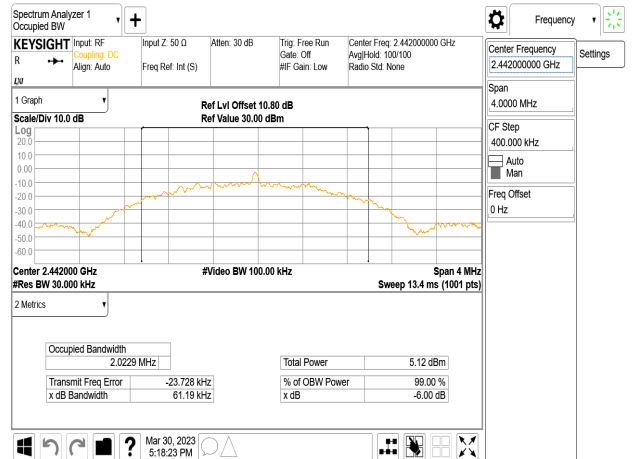 Spectrum Analyzer 1
Occupied BW
Frequency
KEYSIGHT
R
Input: RF
Coupling: DC
Align: Auto
Input Z: 50 Ω
Freq Ref: Int (S)
Atten: 30 dB
Trig: Free Run
Gate: Off
#IF Gain: Low
Center Freq: 2.442000000 GHz
Avg|Hold: 100/100
Radio Std: None
Center Frequency
2.442000000 GHz
Settings
Span
4.0000 MHz
CF Step
400.000 kHz
Auto
Man
Freq Offset
0 Hz
1 Graph
Scale/Div 10.0 dB
Ref Lvl Offset 10.80 dB
Ref Value 30.00 dBm
Log
20.0
10.0
0.00
-10.0
-20.0
-30.0
-40.0
-50.0
-60.0
Center 2.442000 GHz
#Video BW 100.00 kHz
Span 4 MHz
#Res BW 30.000 kHz
Sweep 13.4 ms (1001 pts)
2 Metrics
Occupied Bandwidth
2.0229 MHz
Total Power 5.12 dBm
Transmit Freq Error -23.728 kHz
% of OBW Power 99.00 %
x dB Bandwidth 61.19 kHz
x dB -6.00 dB
?
Mar 30, 2023
5:18:23 PM